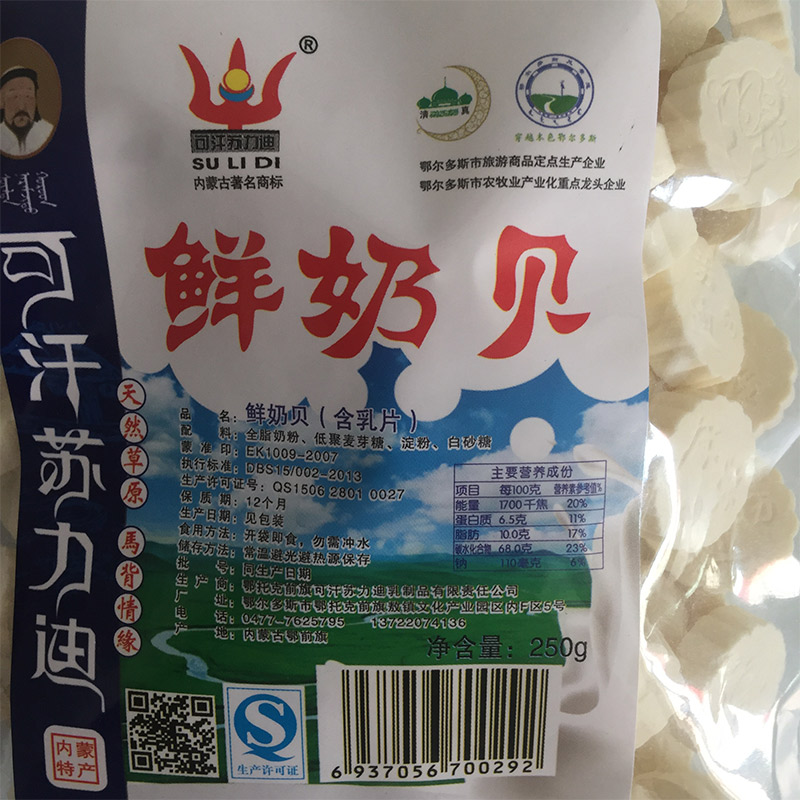 ®
可汗苏力迪
SU LI DI
内蒙古著名商标
清真
穿越本色鄂尔多斯
鄂尔多斯市旅游商品定点生产企业
鄂尔多斯市农牧业产业化重点龙头企业
可汗苏力迪
鲜奶贝
天然草原 馬背情緣
品名：鲜奶贝（含乳片）
配料：全脂奶粉、低聚麦芽糖、淀粉、白砂糖
蒙准印：EK1009-2007
执行标准：DBS15/002-2013
生产许可证号：QS1506 2801 0027
保质期：12个月
生产日期：见包装
食用方法：开袋即食，勿需冲水
储存方法：常温避光避热源保存
批号：同生产日期
生产商：鄂托克前旗可汗苏力迪乳制品有限责任公司
厂址：鄂尔多斯市鄂托克前旗敖镇文化产业园区内F区5号
电话：0477-7625795 13722074136
产地：内蒙古鄂前旗
主要营养成份
项目 每100克 营养素参考值%
能量 1700千焦 20%
蛋白质 6.5克 11%
脂肪 10.0克 17%
碳水化合物 68.0克 23%
钠 110毫克 6%
净含量：250g
内蒙
特产
生产许可证
6 937056 700292